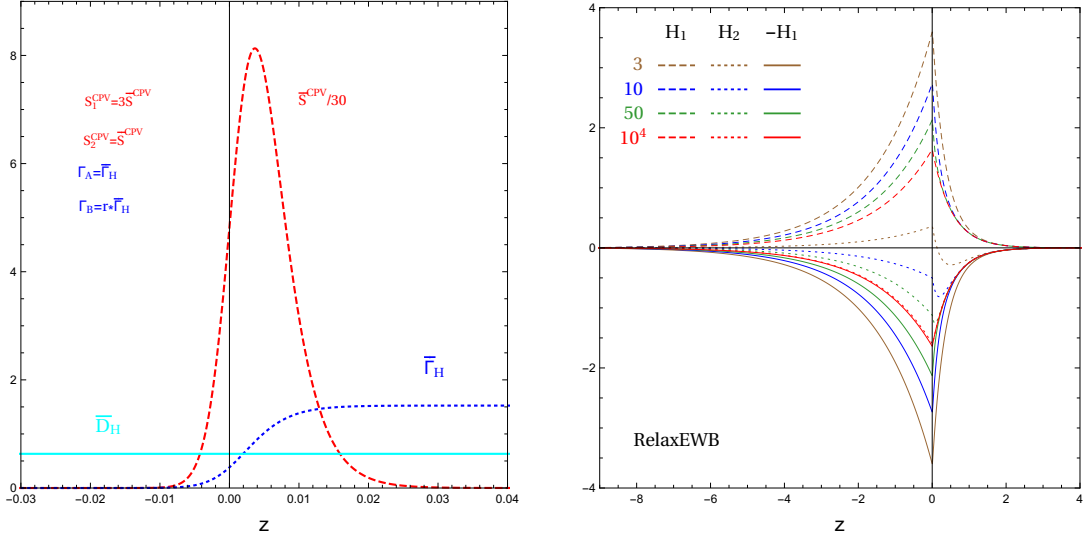 8
6
4
2
0
S₁^CPV=3S̅^CPV
S₂^CPV=S̅^CPV
Γ_A=Γ̅_H
Γ_B=r*Γ̅_H
S̅^CPV/30
Γ̅_H
D̅_H
−0.03 −0.02 −0.01 0.00 0.01 0.02 0.03 0.04
z
4
2
0
−2
−4
H₁ H₂ −H₁
3
10
50
10⁴
RelaxEWB
−8 −6 −4 −2 0 2 4
z